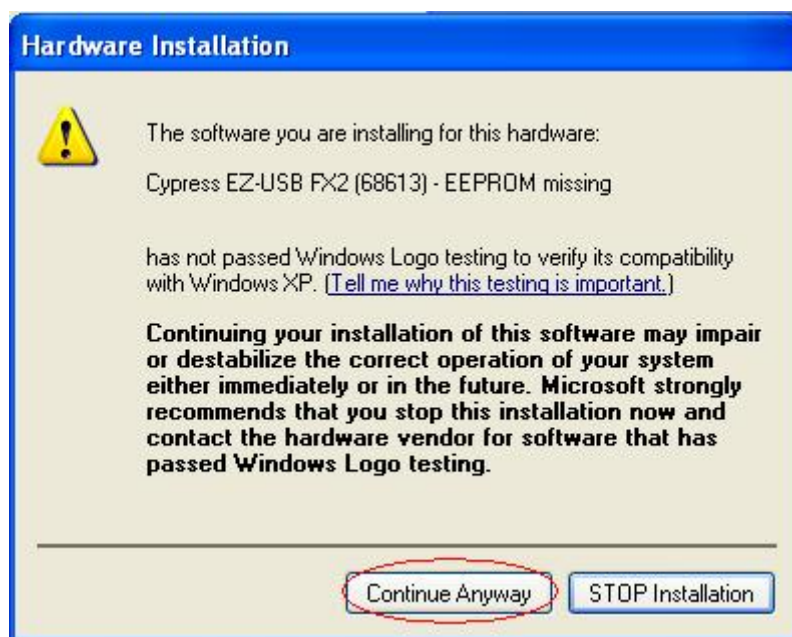 Hardware Installation
The software you are installing for this hardware:
Cypress EZ-USB FX2 (68613) - EEPROM missing
has not passed Windows Logo testing to verify its compatibility
with Windows XP. (Tell me why this testing is important.)
Continuing your installation of this software may impair
or destabilize the correct operation of your system
either immediately or in the future. Microsoft strongly
recommends that you stop this installation now and
contact the hardware vendor for software that has
passed Windows Logo testing.
Continue Anyway
STOP Installation